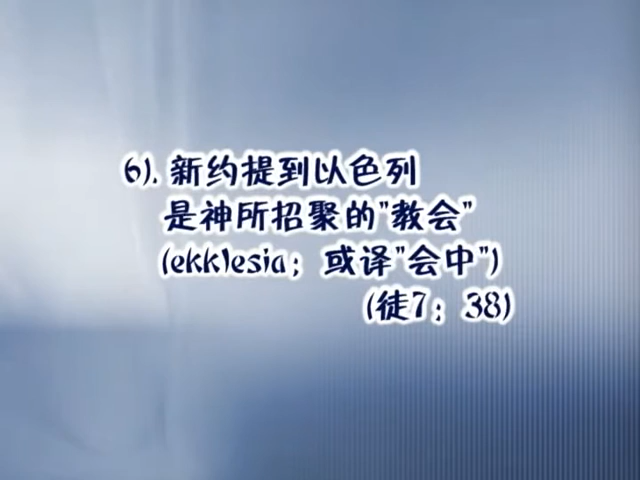 6). 新约提到以色列
是神所招聚的"教会"
(ekklesia；或译"会中")
(徒7；38)